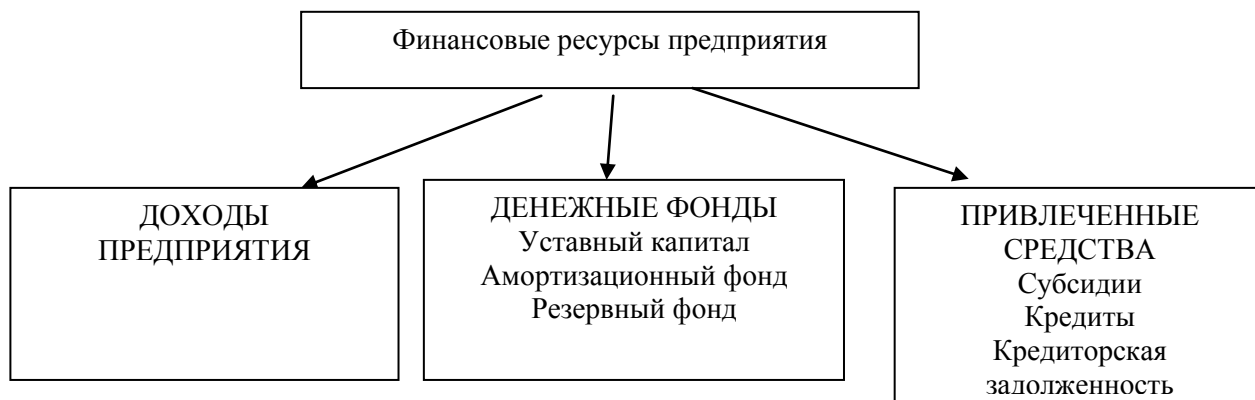 Финансовые ресурсы предприятия
ДОХОДЫ
ПРЕДПРИЯТИЯ
ДЕНЕЖНЫЕ ФОНДЫ
Уставный капитал
Амортизационный фонд
Резервный фонд
ПРИВЛЕЧЕННЫЕ
СРЕДСТВА
Субсидии
Кредиты
Кредиторская
задолженность